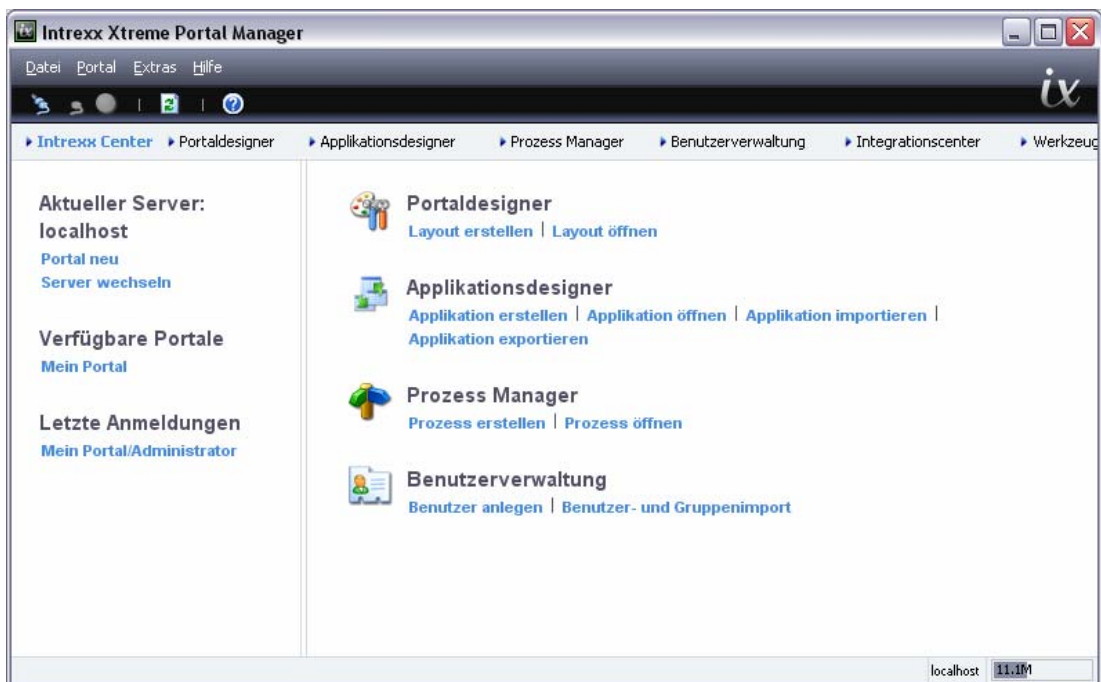 Intrexx Xtreme Portal Manager
Datei Portal Extras Hilfe
ix
Intrexx Center Portaldesigner Applikationsdesigner Prozess Manager Benutzerverwaltung Integrationscenter Werkzeug
Aktueller Server:
localhost
Portal neu
Server wechseln
Verfügbare Portale
Mein Portal
Letzte Anmeldungen
Mein Portal/Administrator
Portaldesigner
Layout erstellen | Layout öffnen
Applikationsdesigner
Applikation erstellen | Applikation öffnen | Applikation importieren |
Applikation exportieren
Prozess Manager
Prozess erstellen | Prozess öffnen
Benutzerverwaltung
Benutzer anlegen | Benutzer- und Gruppenimport
localhost 11.1M